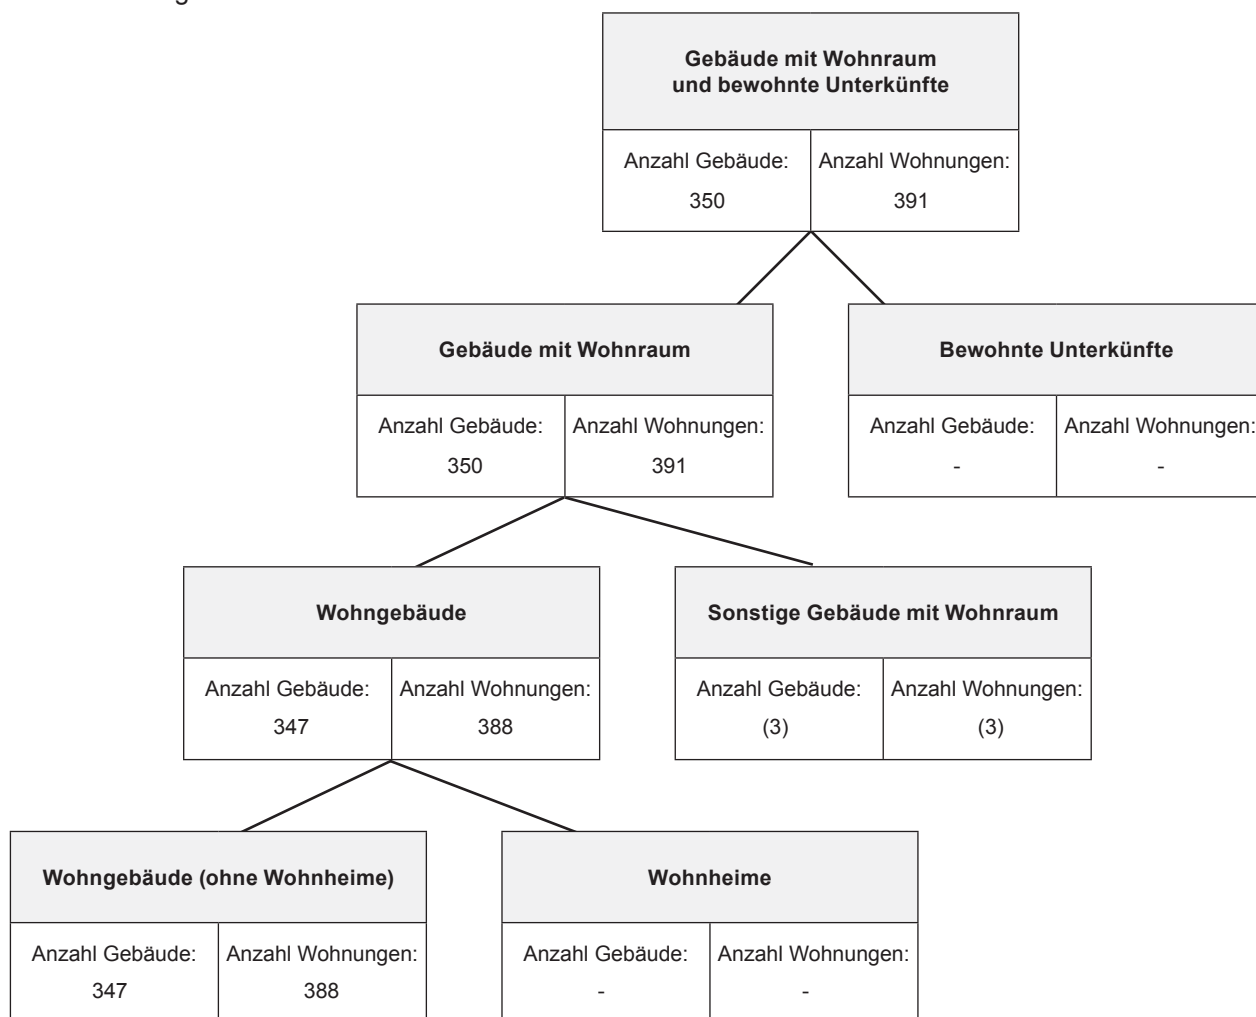 Gebäude mit Wohnraum
und bewohnte Unterkünfte
Anzahl Gebäude: Anzahl Wohnungen:
350 391
Gebäude mit Wohnraum
Bewohnte Unterkünfte
Anzahl Gebäude: Anzahl Wohnungen:
350 391
Anzahl Gebäude: Anzahl Wohnungen:
- -
Wohngebäude
Sonstige Gebäude mit Wohnraum
Anzahl Gebäude: Anzahl Wohnungen:
347 388
Anzahl Gebäude: Anzahl Wohnungen:
(3) (3)
Wohngebäude (ohne Wohnheime)
Wohnheime
Anzahl Gebäude: Anzahl Wohnungen:
347 388
Anzahl Gebäude: Anzahl Wohnungen:
- -